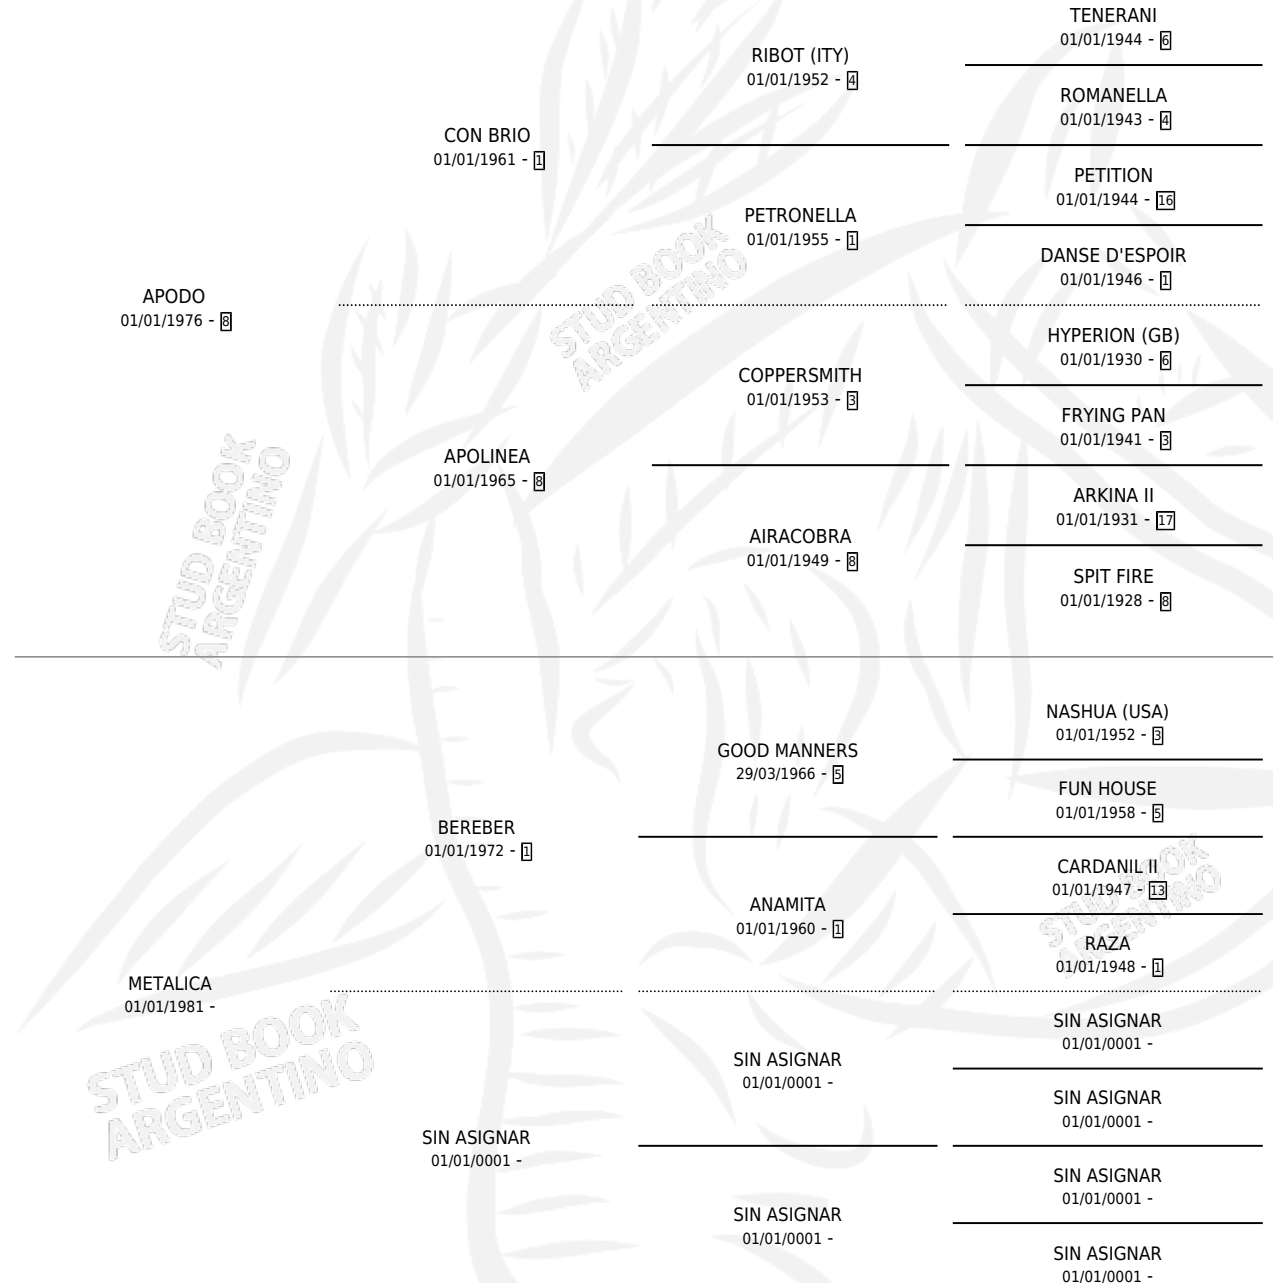 TENERANI
01/01/1944 - 6
RIBOT (ITY)
01/01/1952 - 4
ROMANELLA
01/01/1943 - 4
CON BRIO
01/01/1961 - 1
PETITION
01/01/1944 - 16
PETRONELLA
01/01/1955 - 1
DANSE D'ESPOIR
01/01/1946 - 1
APODO
01/01/1976 - 8
STUD BOOK
ARGENTINO
HYPERION (GB)
01/01/1930 - 6
COPPERSMITH
01/01/1953 - 3
FRYING PAN
01/01/1941 - 3
APOLINEA
01/01/1965 - 8
ARKINA II
01/01/1931 - 17
AIRACOBRA
01/01/1949 - 8
SPIT FIRE
01/01/1928 - 8
STUD BOOK
ARGENTINO
NASHUA (USA)
01/01/1952 - 3
GOOD MANNERS
29/03/1966 - 5
FUN HOUSE
01/01/1958 - 5
BEREBER
01/01/1972 - 1
CARDANIL II
01/01/1947 - 13
ANAMITA
01/01/1960 - 1
STUD BOOK
ARGENTINO
RAZA
01/01/1948 - 1
METALICA
01/01/1981 -
SIN ASIGNAR
01/01/0001 -
SIN ASIGNAR
01/01/0001 -
STUD BOOK
ARGENTINO
SIN ASIGNAR
01/01/0001 -
SIN ASIGNAR
01/01/0001 -
SIN ASIGNAR
01/01/0001 -
SIN ASIGNAR
01/01/0001 -
SIN ASIGNAR
01/01/0001 -